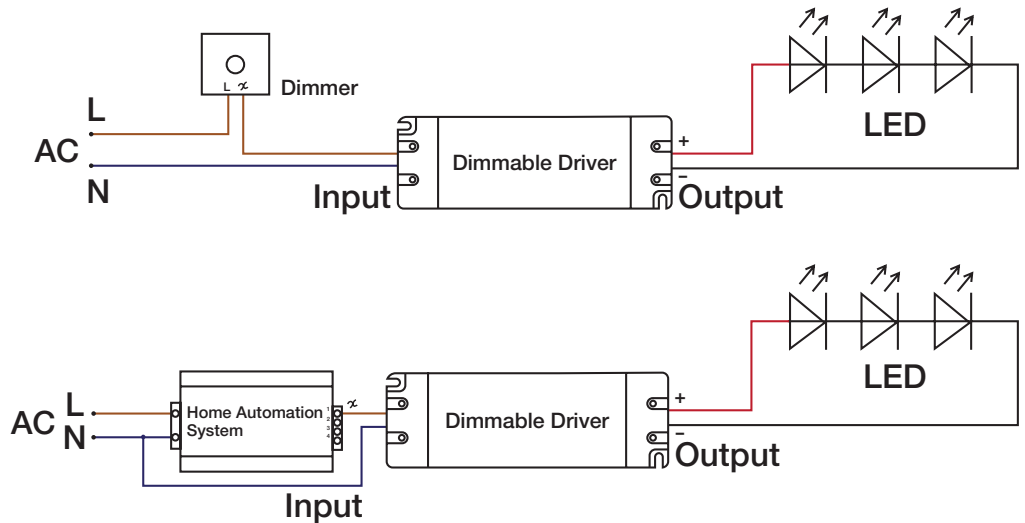 L ⍺
Dimmer
L
AC
N
Input
Dimmable Driver
+
−
Output
LED
AC
L
N
Home Automation
System
1
2
3
4
Input
Dimmable Driver
+
−
Output
LED